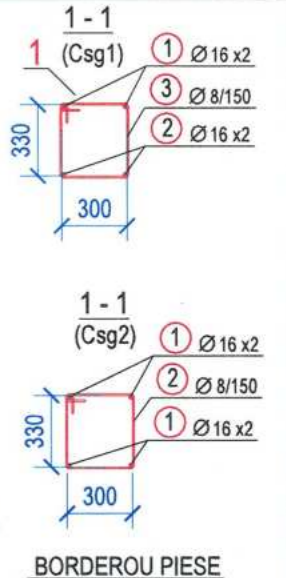 1 - 1
(Csg1)
1
1 Ø 16 x2
3 Ø 8/150
2 Ø 16 x2
330
300
1 - 1
(Csg2)
1 Ø 16 x2
2 Ø 8/150
1 Ø 16 x2
330
300
BORDEROU PIESE